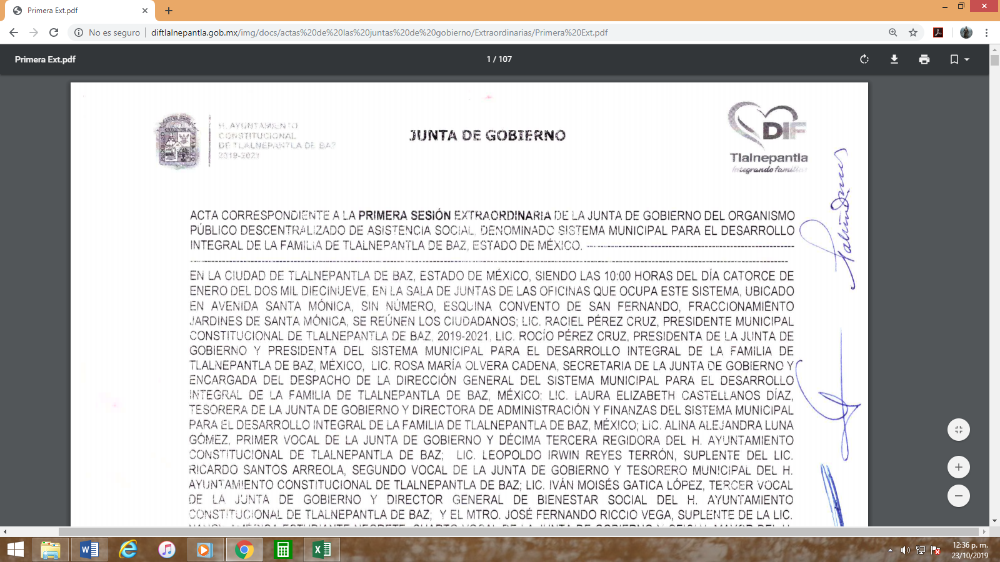 Primera Ext.pdf
No es seguro | diftlalnepantla.gob.mx/img/docs/actas%20de%20las%20juntas%20de%20gobierno/Extraordinarias/Primera%20Ext.pdf
Primera Ext.pdf
1 / 107
H. AYUNTAMIENTO
CONSTITUCIONAL
DE TLALNEPANTLA DE BAZ
2019-2021
JUNTA DE GOBIERNO
DIF
Tlalnepantla
Integrando familias
ACTA CORRESPONDIENTE A LA PRIMERA SESIÓN EXTRAORDINARIA DE LA JUNTA DE GOBIERNO DEL ORGANISMO
PÚBLICO DESCENTRALIZADO DE ASISTENCIA SOCIAL, DENOMINADO SISTEMA MUNICIPAL PARA EL DESARROLLO
INTEGRAL DE LA FAMILIA DE TLALNEPANTLA DE BAZ, ESTADO DE MÉXICO.
EN LA CIUDAD DE TLALNEPANTLA DE BAZ, ESTADO DE MÉXICO, SIENDO LAS 10:00 HORAS DEL DÍA CATORCE DE
ENERO DEL DOS MIL DIECINUEVE, EN LA SALA DE JUNTAS DE LAS OFICINAS QUE OCUPA ESTE SISTEMA, UBICADO
EN AVENIDA SANTA MÓNICA, SIN NÚMERO, ESQUINA CONVENTO DE SAN FERNANDO, FRACCIONAMIENTO
JARDINES DE SANTA MÓNICA, SE REÚNEN LOS CIUDADANOS; LIC. RACIEL PÉREZ CRUZ, PRESIDENTE MUNICIPAL
CONSTITUCIONAL DE TLALNEPANTLA DE BAZ, 2019-2021, LIC. ROCÍO PÉREZ CRUZ, PRESIDENTA DE LA JUNTA DE
GOBIERNO Y PRESIDENTA DEL SISTEMA MUNICIPAL PARA EL DESARROLLO INTEGRAL DE LA FAMILIA DE
TLALNEPANTLA DE BAZ, MÉXICO, LIC. ROSA MARÍA OLVERA CADENA, SECRETARIA DE LA JUNTA DE GOBIERNO Y
ENCARGADA DEL DESPACHO DE LA DIRECCIÓN GENERAL DEL SISTEMA MUNICIPAL PARA EL DESARROLLO
INTEGRAL DE LA FAMILIA DE TLALNEPANTLA DE BAZ, MÉXICO; LIC. LAURA ELIZABETH CASTELLANOS DÍAZ,
TESORERA DE LA JUNTA DE GOBIERNO Y DIRECTORA DE ADMINISTRACIÓN Y FINANZAS DEL SISTEMA MUNICIPAL
PARA EL DESARROLLO INTEGRAL DE LA FAMILIA DE TLALNEPANTLA DE BAZ, MÉXICO; LIC. ALINA ALEJANDRA LUNA
GÓMEZ, PRIMER VOCAL DE LA JUNTA DE GOBIERNO Y DÉCIMA TERCERA REGIDORA DEL H. AYUNTAMIENTO
CONSTITUCIONAL DE TLALNEPANTLA DE BAZ; LIC. LEOPOLDO IRWIN REYES TERRÓN, SUPLENTE DEL LIC.
RICARDO SANTOS ARREOLA, SEGUNDO VOCAL DE LA JUNTA DE GOBIERNO Y TESORERO MUNICIPAL DEL H.
AYUNTAMIENTO CONSTITUCIONAL DE TLALNEPANTLA DE BAZ; LIC. IVÁN MOISÉS GATICA LÓPEZ, TERCER VOCAL
DE LA JUNTA DE GOBIERNO Y DIRECTOR GENERAL DE BIENESTAR SOCIAL DEL H. AYUNTAMIENTO
CONSTITUCIONAL DE TLALNEPANTLA DE BAZ; Y EL MTRO. JOSÉ FERNANDO RICCIO VEGA, SUPLENTE DE LA LIC.
12:36 p. m.
23/10/2019